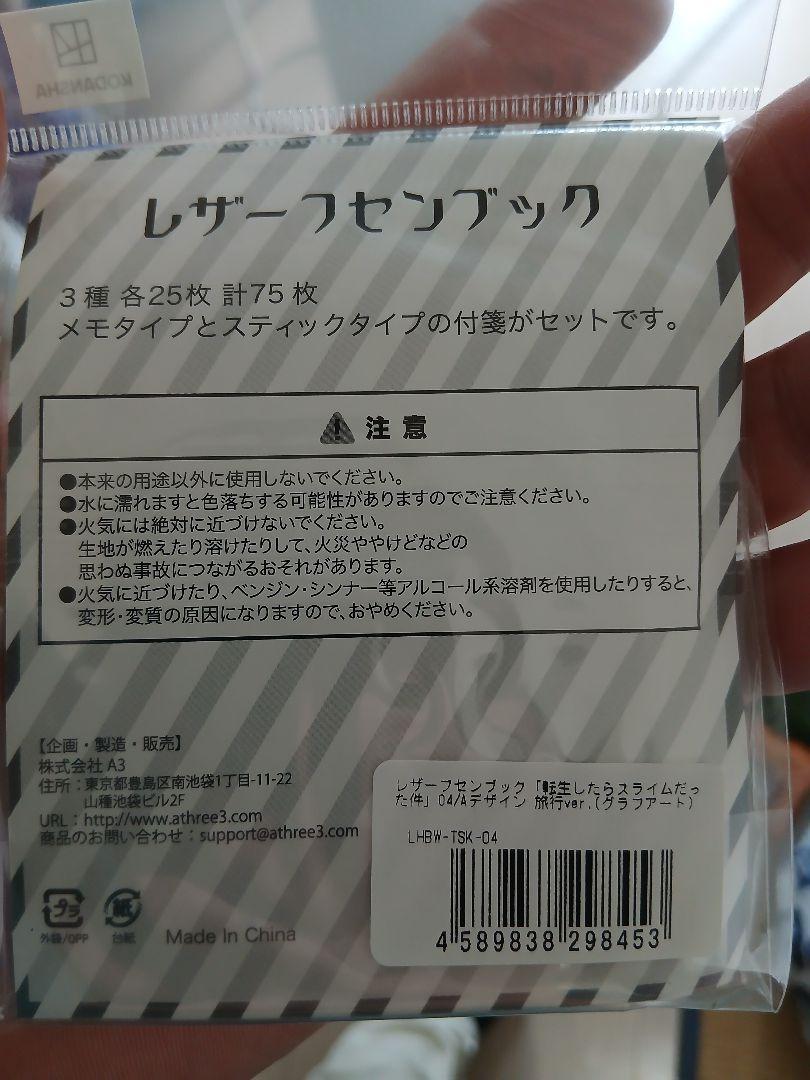 KODANSHA
レザーフセンブック
3種 各25枚 計75枚
メモタイプとスティックタイプの付箋がセットです。
注意
●本来の用途以外に使用しないでください。
●水に濡れますと色落ちする可能性がありますのでご注意ください。
●火気には絶対に近づけないでください。
生地が燃えたり溶けたりして、火災ややけどなどの
思わぬ事故につながるおそれがあります。
●火気に近づけたり、ベンジン・シンナー等アルコール系溶剤を使用したりすると、
変形・変質の原因になりますので、おやめください。
【企画・製造・販売】
株式会社 A3
住所：東京都豊島区南池袋1丁目-11-22
山種池袋ビル2F
URL：http://www.athree3.com
商品のお問い合わせ：support@athree3.com
プラ
外袋/OPP
紙
台紙
Made In China
レザーフセンブック「転生したらスライムだっ
た件」04/Aデザイン 旅行ver.(グラフアート)
LHBW-TSK-04
4 589838 298453